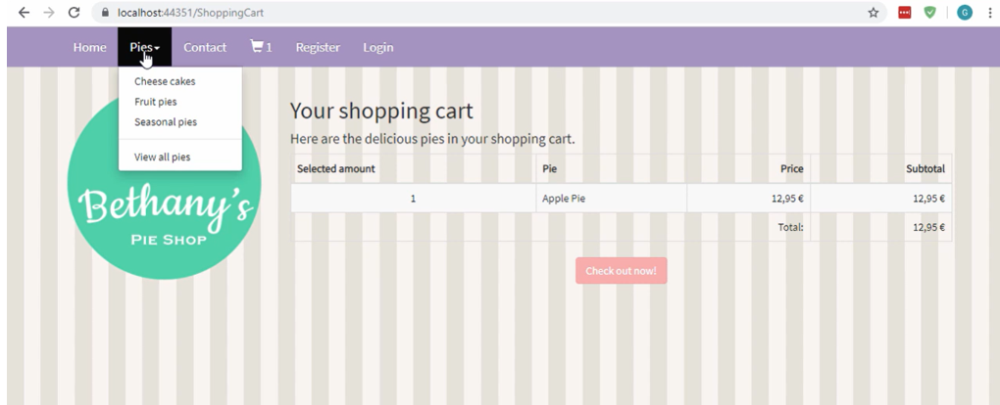 localhost:44351/ShoppingCart
G
Home Pies Contact 1 Register Login
Cheese cakes
Fruit pies
Seasonal pies
View all pies
Bethany's
PIE SHOP
Your shopping cart
Here are the delicious pies in your shopping cart.
Selected amount Pie Price Subtotal
1 Apple Pie 12,95 € 12,95 €
Total: 12,95 €
Check out now!